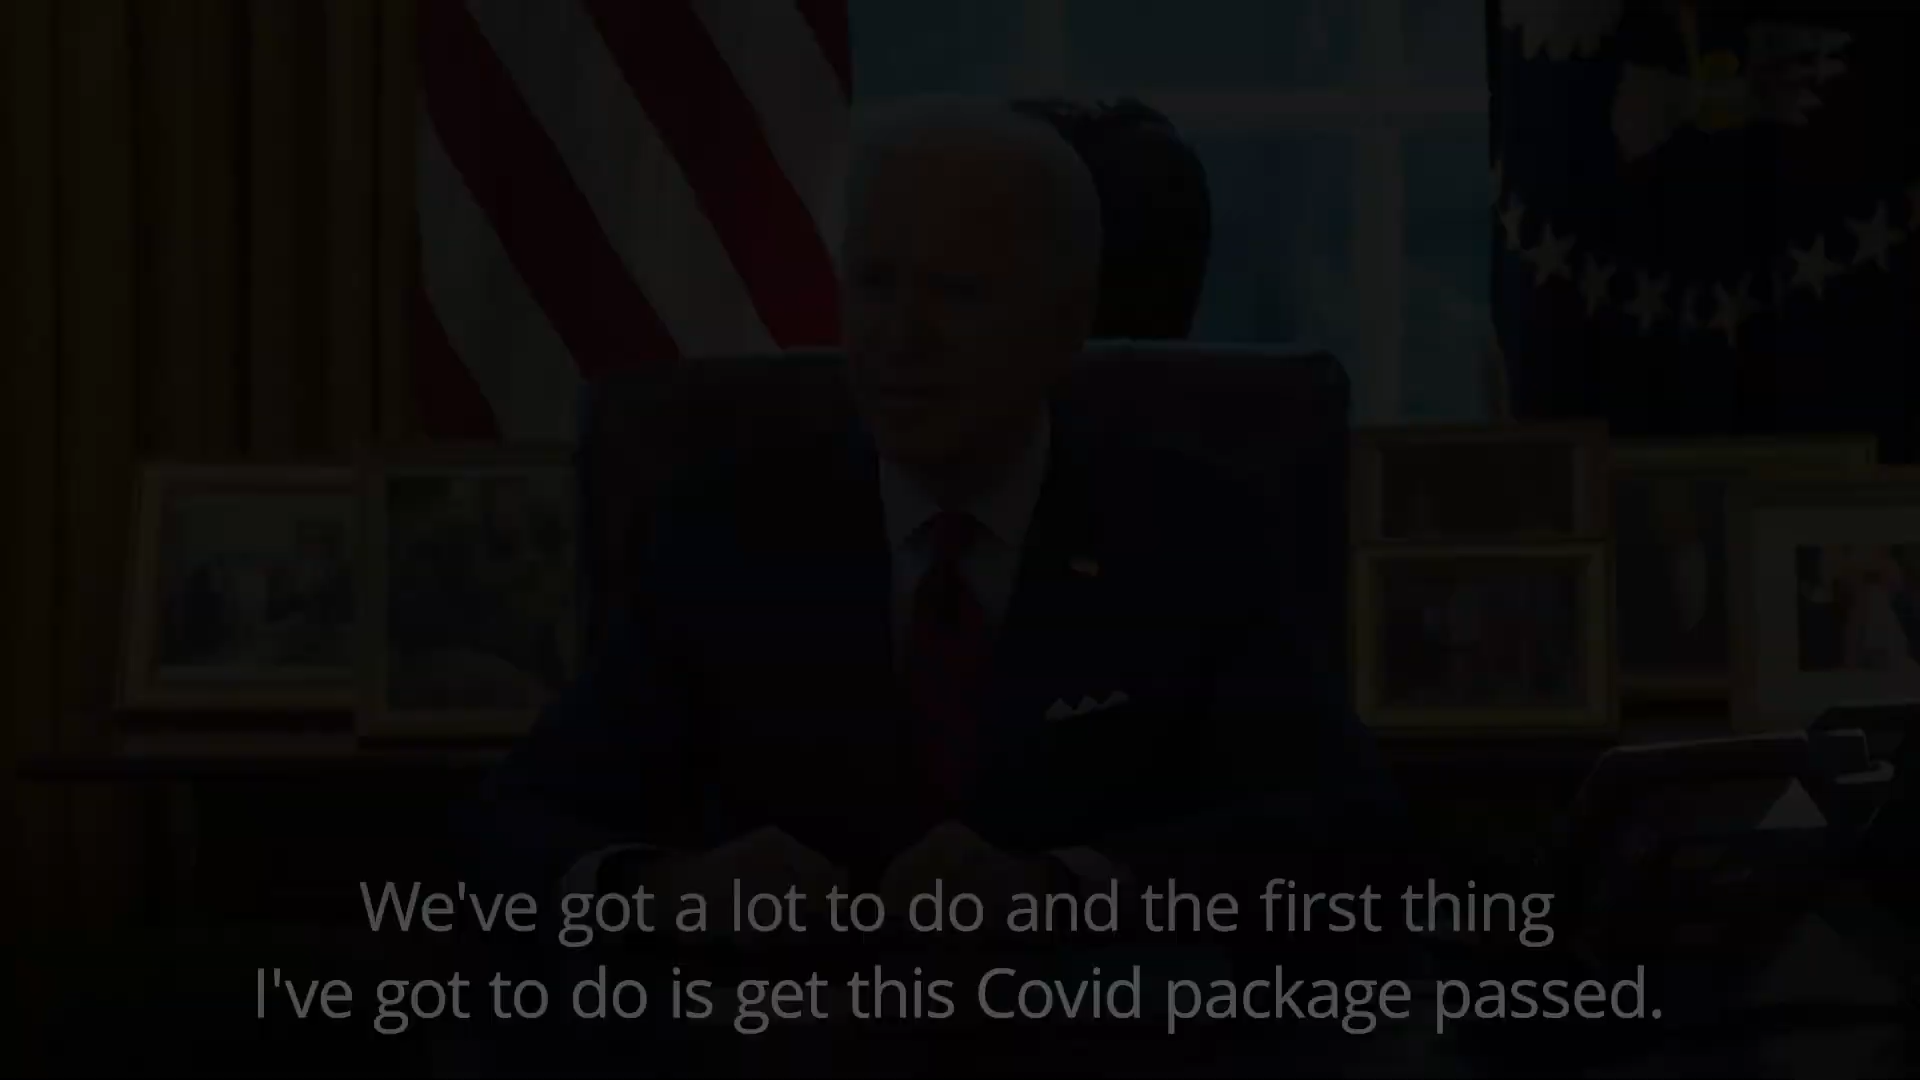 We've got a lot to do and the first thing
I've got to do is get this Covid package passed.